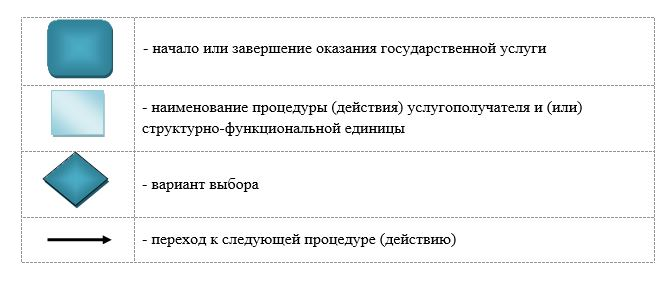 - начало или завершение оказания государственной услуги
- наименование процедуры (действия) услугополучателя и (или)
структурно-функциональной единицы
- вариант выбора
- переход к следующей процедуре (действию)